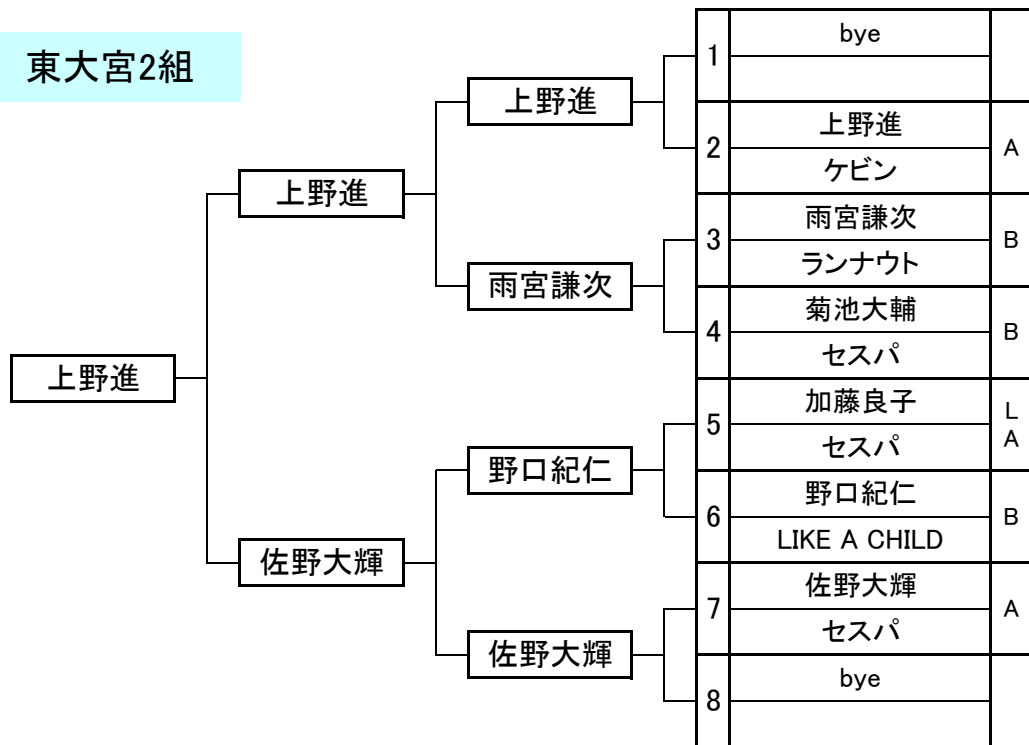 東大宮2組
1
bye
2
上野進
ケビン
A
3
雨宮謙次
ランナウト
B
4
菊池大輔
セスパ
B
5
加藤良子
セスパ
L
A
6
野口紀仁
LIKE A CHILD
B
7
佐野大輝
セスパ
A
8
bye
上野進
雨宮謙次
野口紀仁
佐野大輝
上野進
佐野大輝
上野進